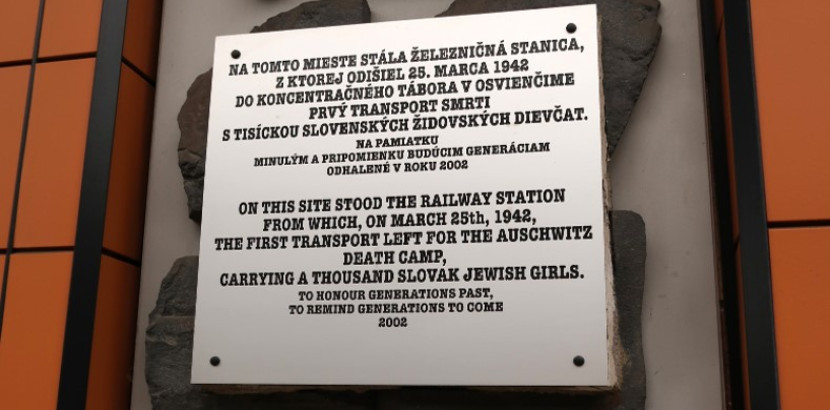 NA TOMTO MIESTE STÁLA ŽELEZNIČNÁ STANICA,
Z KTOREJ ODIŠIEL 25. MARCA 1942
DO KONCENTRAČNÉHO TÁBORA V OSVIENČIME
PRVÝ TRANSPORT SMRTI
S TISÍCKOU SLOVENSKÝCH ŽIDOVSKÝCH DIEVČAT.
NA PAMIATKU
MINULÝM A PRIPOMIENKU BUDÚCIM GENERÁCIAM
ODHALENÉ V ROKU 2002
ON THIS SITE STOOD THE RAILWAY STATION
FROM WHICH, ON MARCH 25th, 1942,
THE FIRST TRANSPORT LEFT FOR THE AUSCHWITZ
DEATH CAMP,
CARRYING A THOUSAND SLOVAK JEWISH GIRLS.
TO HONOUR GENERATIONS PAST,
TO REMIND GENERATIONS TO COME
2002